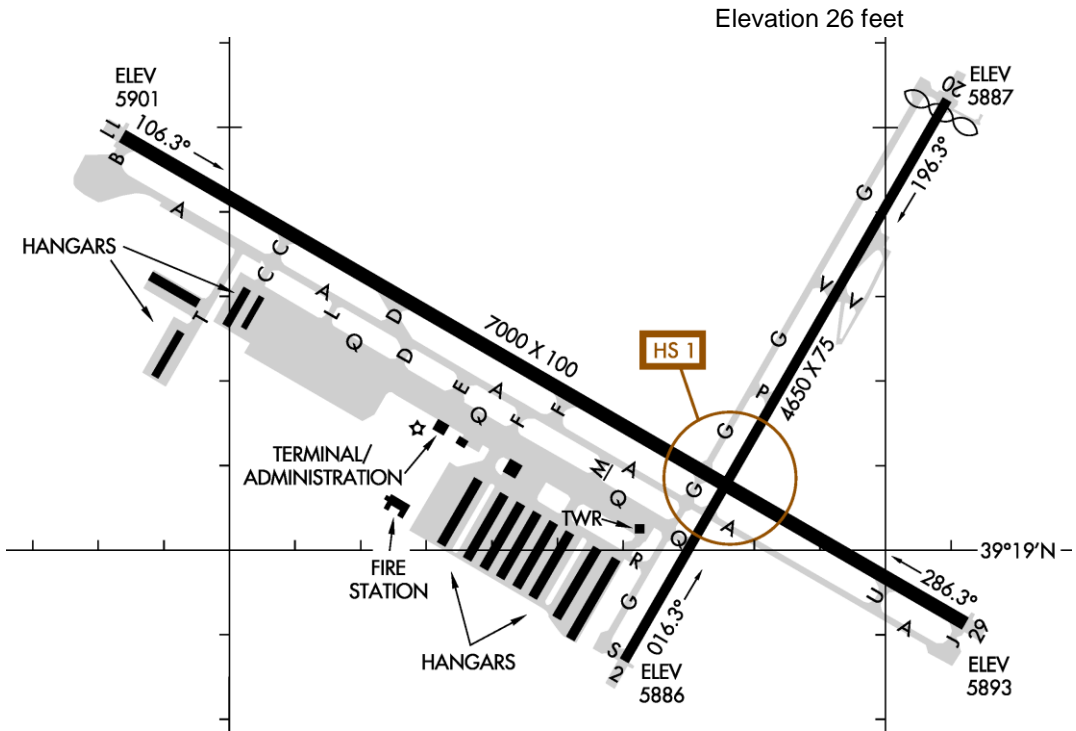 Elevation 26 feet
ELEV
5901
11
106.3°
B
A
HANGARS
C
C
A
L
Q
D
D
T
7000 X 100
E
Q
A
F
F
TERMINAL/
ADMINISTRATION
FIRE
STATION
HANGARS
M
A
Q
TWR
HS 1
20
ELEV
5887
196.3°
G
V
V
G
4650 X 75
P
G
G
A
Q
R
G
016.3°
S
2
ELEV
5886
39°19'N
286.3°
U
A
J
29
ELEV
5893